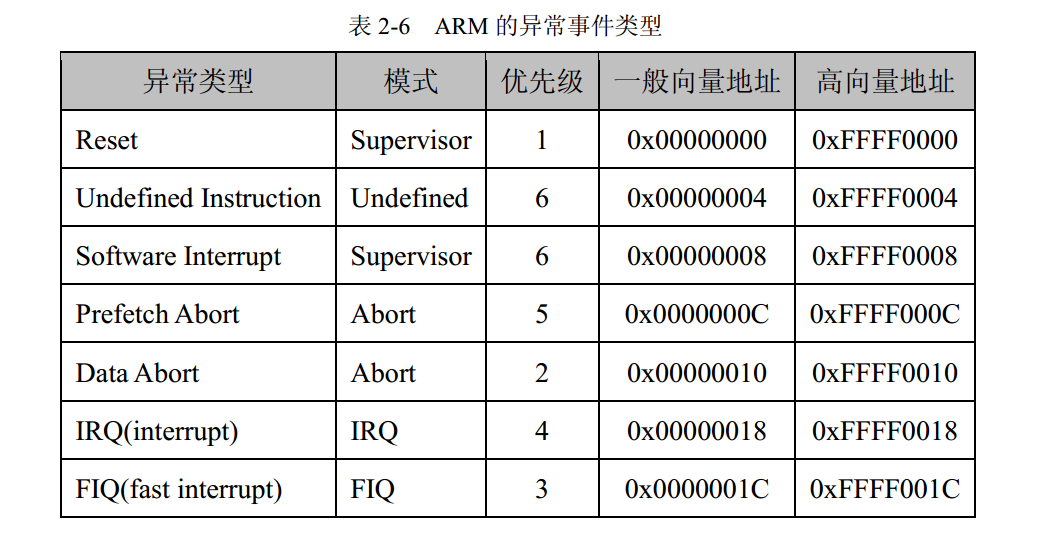 表 2-6 ARM 的异常事件类型
异常类型 模式 优先级 一般向量地址 高向量地址
Reset Supervisor 1 0x00000000 0xFFFF0000
Undefined Instruction Undefined 6 0x00000004 0xFFFF0004
Software Interrupt Supervisor 6 0x00000008 0xFFFF0008
Prefetch Abort Abort 5 0x0000000C 0xFFFF000C
Data Abort Abort 2 0x00000010 0xFFFF0010
IRQ(interrupt) IRQ 4 0x00000018 0xFFFF0018
FIQ(fast interrupt) FIQ 3 0x0000001C 0xFFFF001C